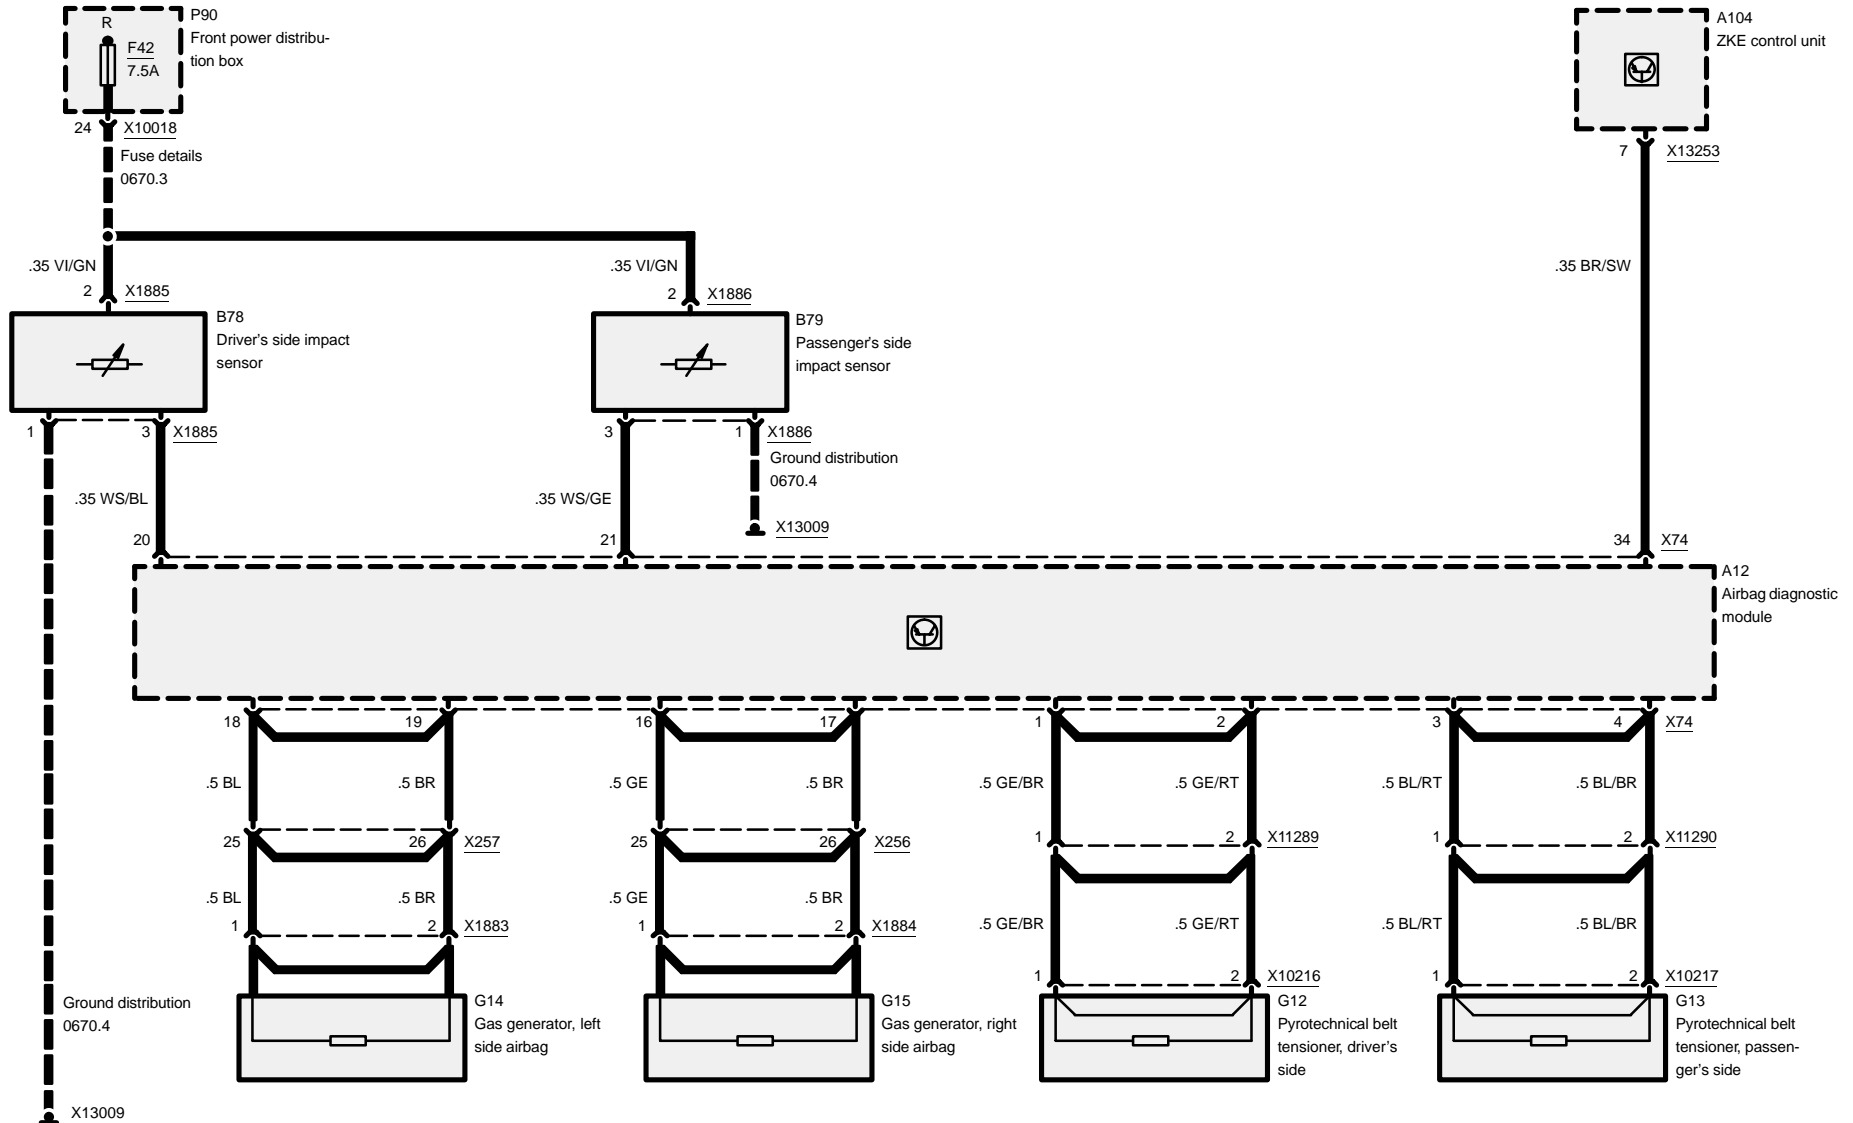 R
F42
7.5A
P90
Front power distribu-
tion box
A104
ZKE control unit
24
X10018
7
X13253
Fuse details
0670.3
.35 VI/GN
.35 VI/GN
.35 BR/SW
2
X1885
2
X1886
B78
Driver's side impact
sensor
B79
Passenger's side
impact sensor
1
3
X1885
3
1
X1886
Ground distribution
0670.4
.35 WS/BL
.35 WS/GE
X13009
20
21
34
X74
A12
Airbag diagnostic
module
18
19
16
17
1
2
3
4
X74
.5 BL
.5 BR
.5 GE
.5 BR
.5 GE/BR
.5 GE/RT
.5 BL/RT
.5 BL/BR
25
26
X257
25
26
X256
1
2
X11289
1
2
X11290
.5 BL
.5 BR
.5 GE
.5 BR
.5 GE/BR
.5 GE/RT
.5 BL/RT
.5 BL/BR
1
2
X1883
1
2
X1884
1
2
X10216
1
2
X10217
Ground distribution
0670.4
G14
Gas generator, left
side airbag
G15
Gas generator, right
side airbag
G12
Pyrotechnical belt
tensioner, driver's
side
G13
Pyrotechnical belt
tensioner, passen-
ger's side
X13009